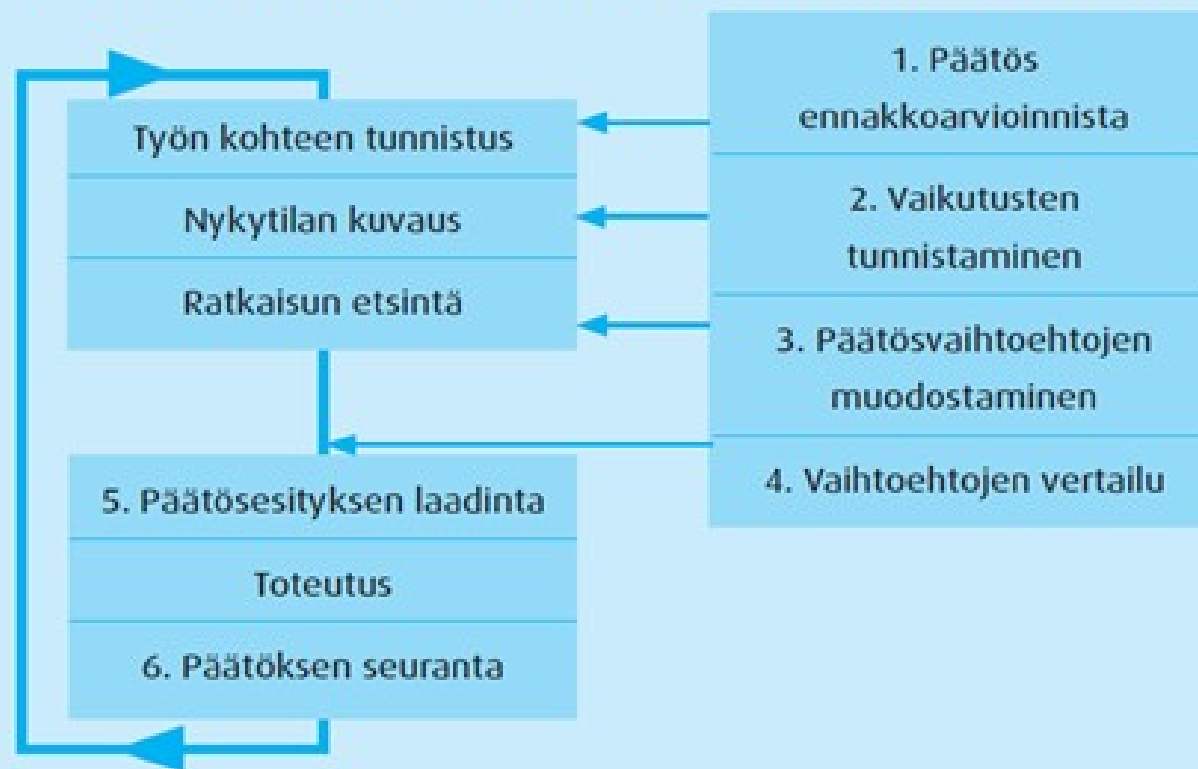 Työn kohteen tunnistus
Nykytilan kuvaus
Ratkaisun etsintä
5. Päätösesityksen laadinta
Toteutus
6. Päätöksen seuranta
1. Päätös
ennakkoarvioinnista
2. Vaikutusten
tunnistaminen
3. Päätösvaihtoehtojen
muodostaminen
4. Vaihtoehtojen vertailu